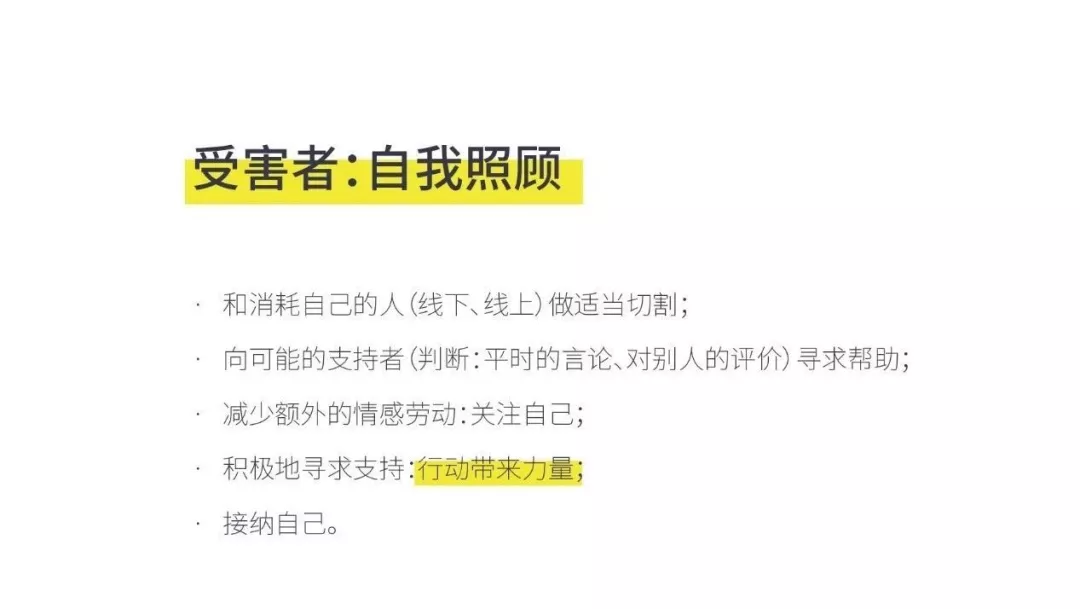 受害者：自我照顾
· 和消耗自己的人（线下、线上）做适当切割；
· 向可能的支持者（判断：平时的言论、对别人的评价）寻求帮助；
· 减少额外的情感劳动：关注自己；
· 积极地寻求支持：行动带来力量；
· 接纳自己。